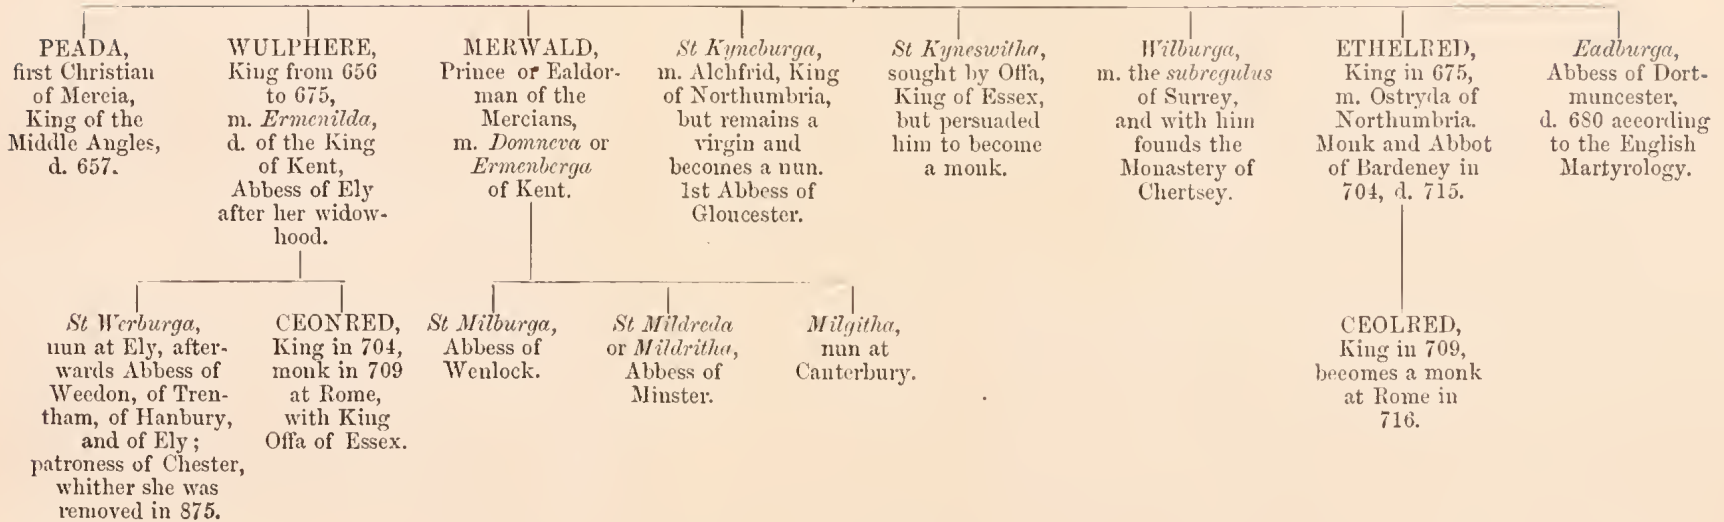 PEADA,
first Christian
of Mercia,
King of the
Middle Angles,
d. 657.
WULPHERE,
King from 656
to 675,
m. Ermenilda,
d. of the King
of Kent,
Abbess of Ely
after her widow-
hood.
MERWALD,
Prince or Ealdor-
man of the
Mercians,
m. Domneva or
Ermenberga
of Kent.
St Kyneburga,
m. Alchfrid, King
of Northumbria,
but remains a
virgin and
becomes a nun.
1st Abbess of
Gloucester.
St Kyneswitha,
sought by Offa,
King of Essex,
but persuaded
him to become
a monk.
Wilburga,
m. the subregulus
of Surrey,
and with him
founds the
Monastery of
Chertsey.
ETHELRED,
King in 675,
m. Ostryda of
Northumbria.
Monk and Abbot
of Bardeney in
704, d. 715.
Eadburga,
Abbess of Dort-
muncester,
d. 680 according
to the English
Martyrology.
St Werburga,
nun at Ely, after-
wards Abbess of
Weedon, of Tren-
tham, of Hanbury,
and of Ely;
patroness of Chester,
whither she was
removed in 875.
CEONRED,
King in 704,
monk in 709
at Rome,
with King
Offa of Essex.
St Milburga,
Abbess of
Wenlock.
St Mildreda
or Mildritha,
Abbess of
Minster.
Milgitha,
nun at
Canterbury.
CEOLRED,
King in 709,
becomes a monk
at Rome in
716.